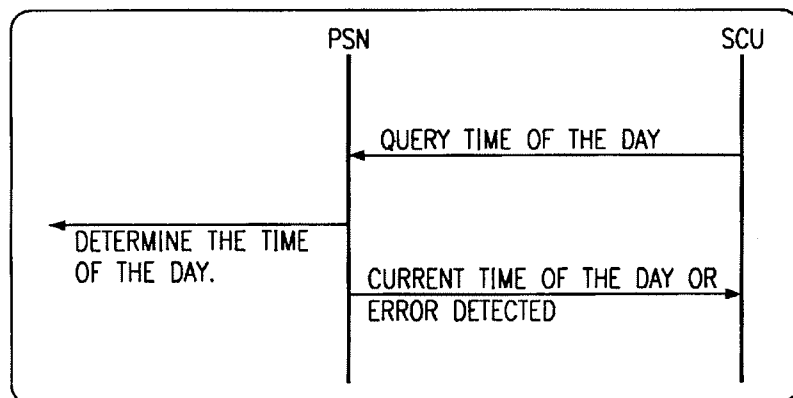 PSN
SCU
QUERY TIME OF THE DAY
DETERMINE THE TIME
OF THE DAY.
CURRENT TIME OF THE DAY OR
ERROR DETECTED